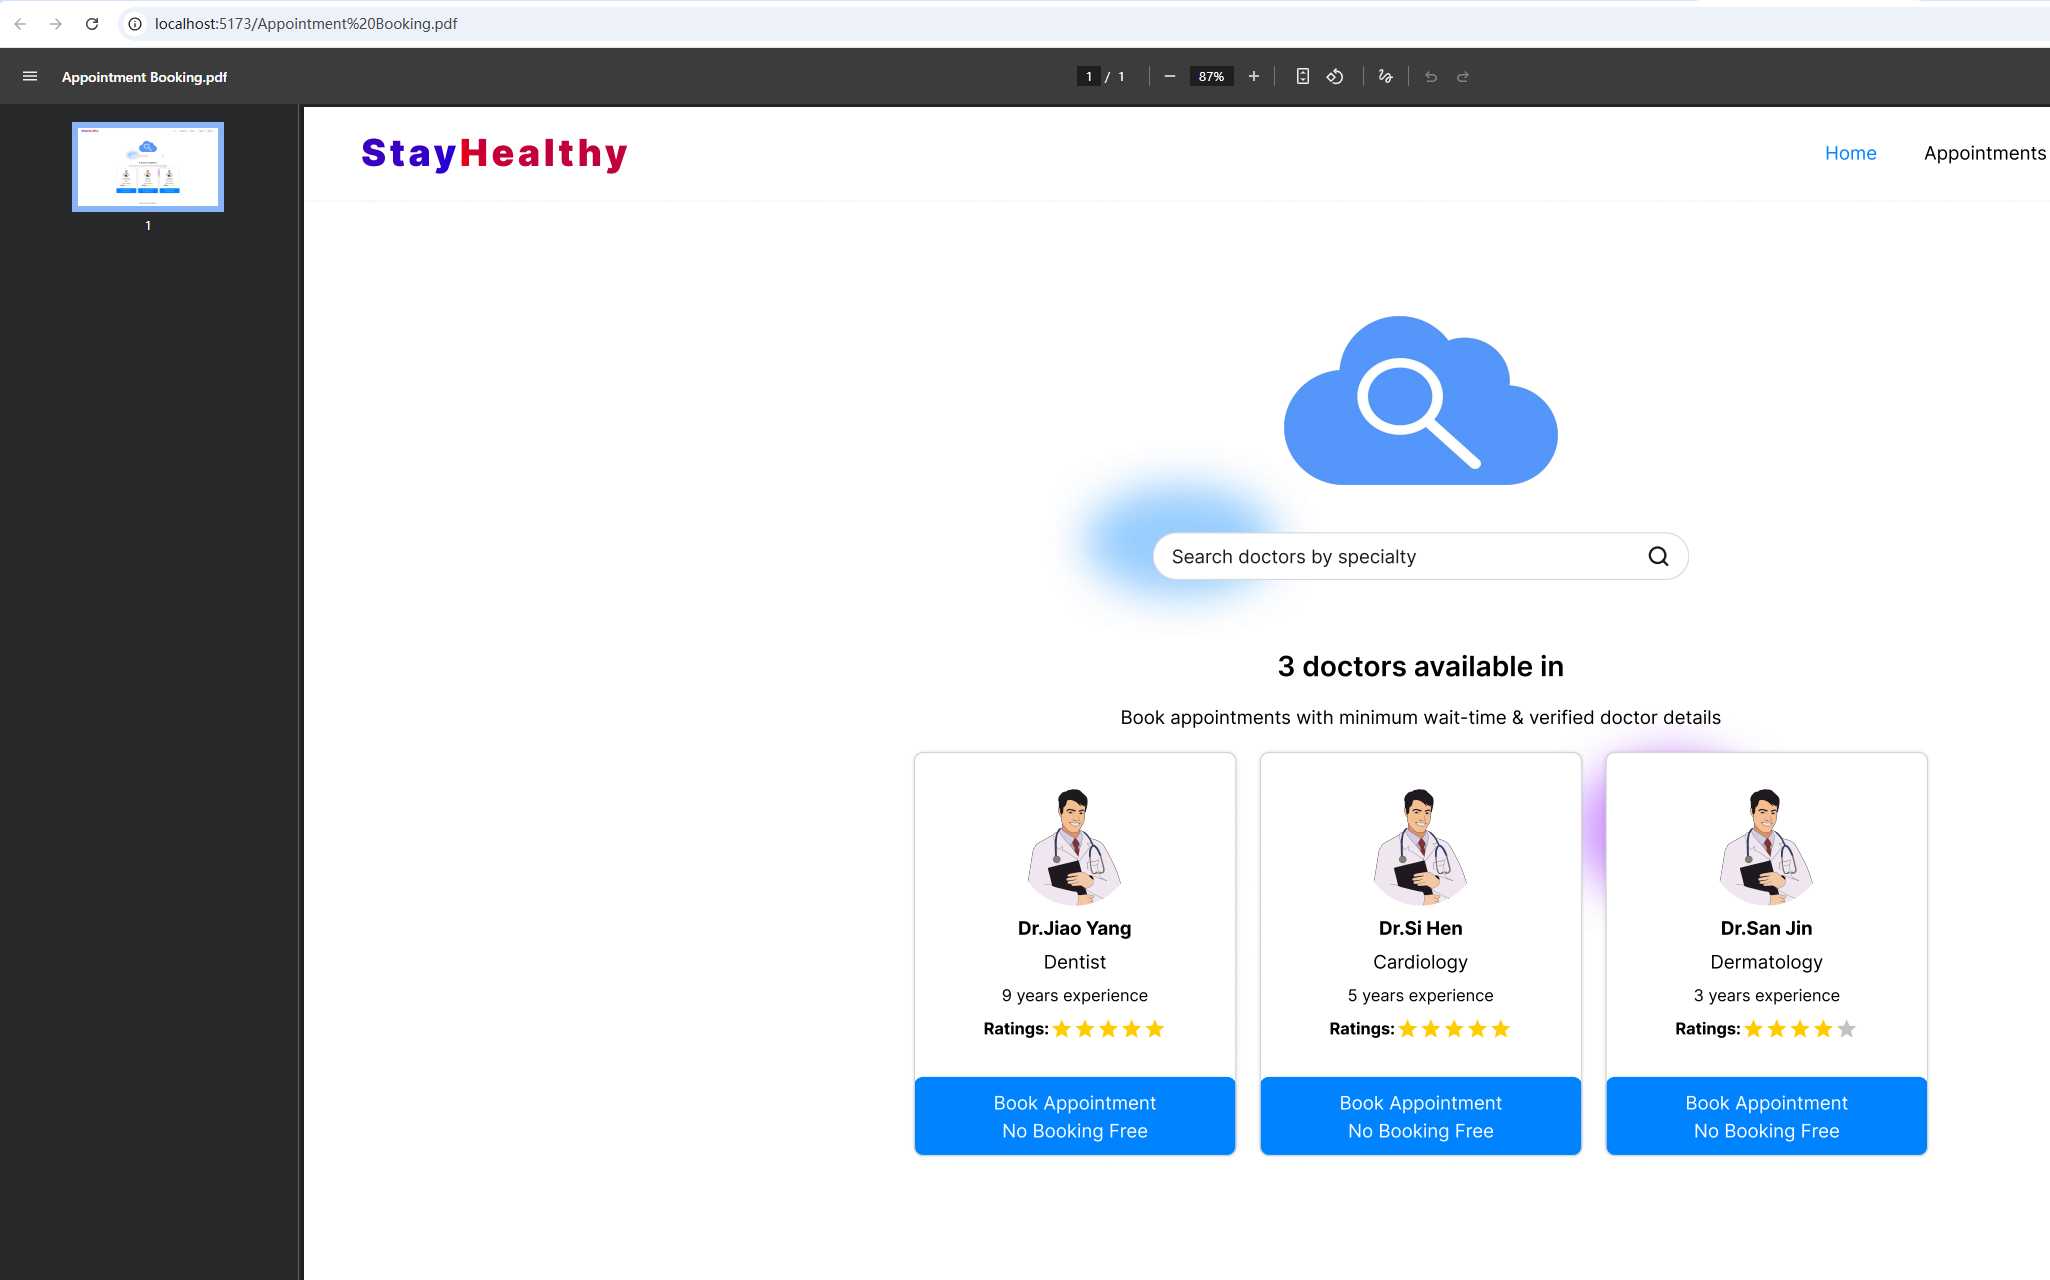 localhost:5173/Appointment%20Booking.pdf
Appointment Booking.pdf
1 / 1
87%
1
StayHealthy
Home
Appointments
Search doctors by specialty
3 doctors available in
Book appointments with minimum wait-time & verified doctor details
Dr.Jiao Yang
Dentist
9 years experience
Ratings:
Book Appointment
No Booking Free
Dr.Si Hen
Cardiology
5 years experience
Ratings:
Book Appointment
No Booking Free
Dr.San Jin
Dermatology
3 years experience
Ratings:
Book Appointment
No Booking Free